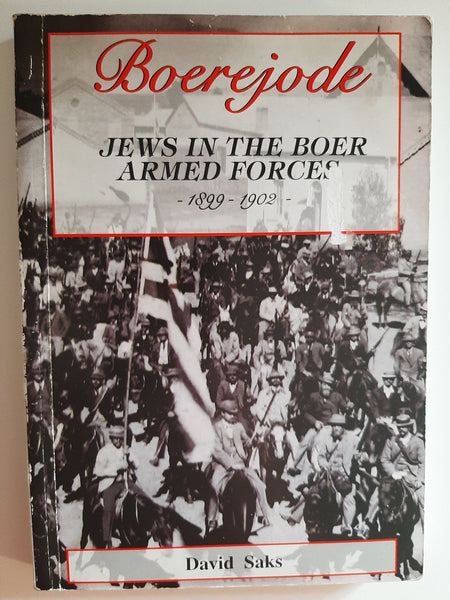 Boerejode
JEWS IN THE BOER
ARMED FORCES
- 1899 - 1902 -
David Saks